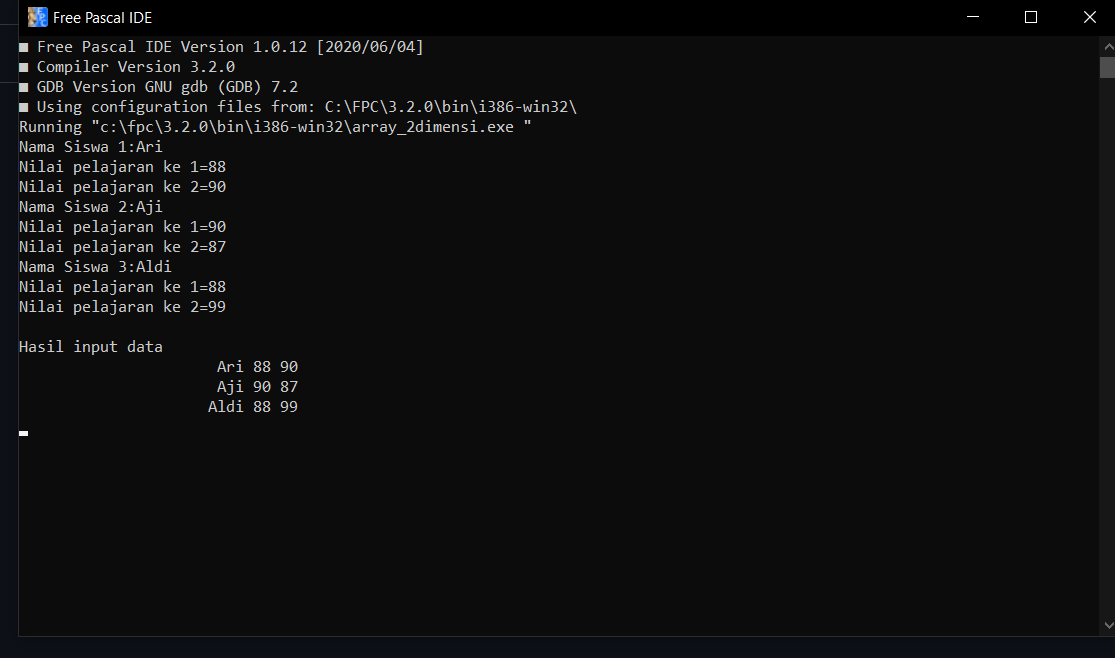 Free Pascal IDE
■ Free Pascal IDE Version 1.0.12 [2020/06/04]
■ Compiler Version 3.2.0
■ GDB Version GNU gdb (GDB) 7.2
■ Using configuration files from: C:\FPC\3.2.0\bin\i386-win32\
Running "c:\fpc\3.2.0\bin\i386-win32\array_2dimensi.exe "
Nama Siswa 1:Ari
Nilai pelajaran ke 1=88
Nilai pelajaran ke 2=90
Nama Siswa 2:Aji
Nilai pelajaran ke 1=90
Nilai pelajaran ke 2=87
Nama Siswa 3:Aldi
Nilai pelajaran ke 1=88
Nilai pelajaran ke 2=99
Hasil input data
Ari 88 90
Aji 90 87
Aldi 88 99